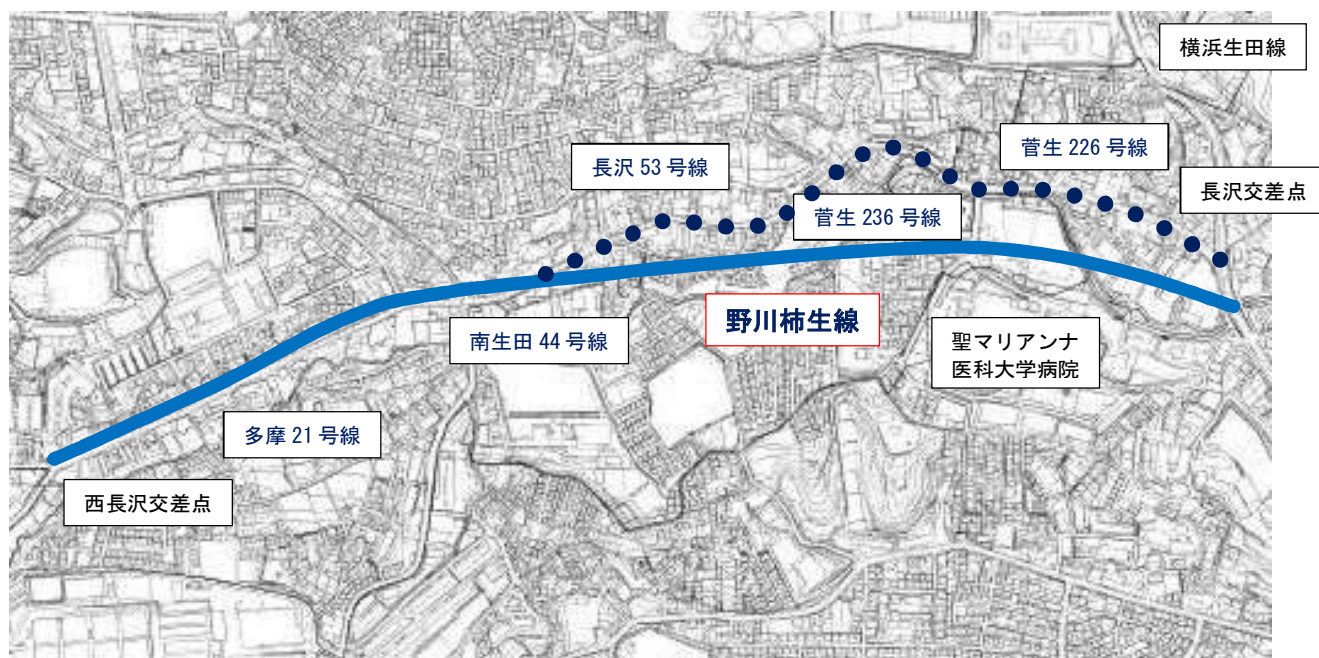 横浜生田線
菅生 226 号線
長沢 53 号線
長沢交差点
菅生 236 号線
野川柿生線
南生田 44 号線
聖マリアンナ
医科大学病院
多摩 21 号線
西長沢交差点